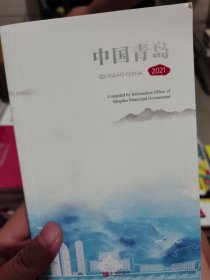 中国青岛
QINGDAO CHINA
2021
Compiled by Information Office of
Qingdao Municipal Government